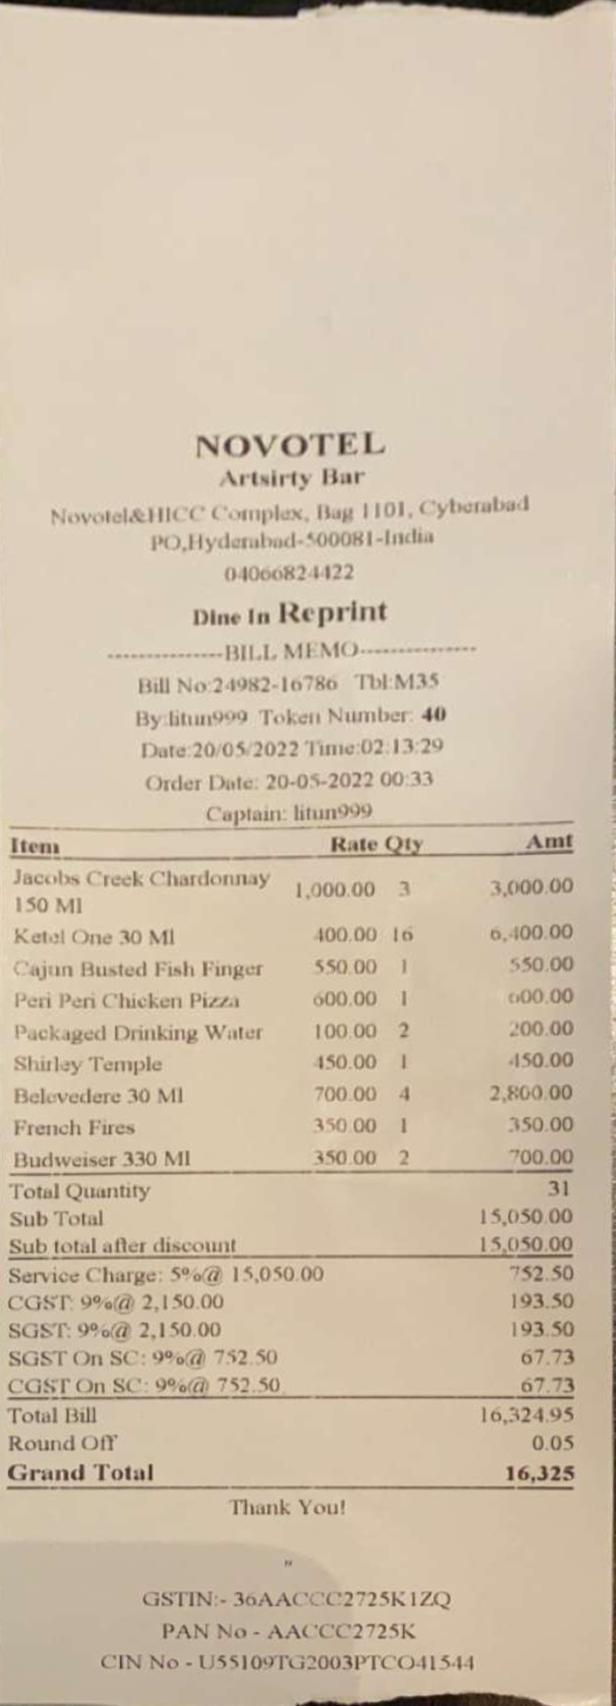 NOVOTEL
Artsirty Bar
Novotel&HICC Complex, Bag 1101, Cyberabad
PO,Hyderabad-500081-India
04066824422
Dine In Reprint
--------------BILL MEMO--------------
Bill No:24982-16786 Tbl:M35
By:litun999 Token Number: 40
Date:20/05/2022 Time:02:13:29
Order Date: 20-05-2022 00:33
Captain: litun999
Item Rate Qty Amt
Jacobs Creek Chardonnay 1,000.00 3 3,000.00
150 Ml
Ketel One 30 Ml 400.00 16 6,400.00
Cajun Busted Fish Finger 550.00 1 550.00
Peri Peri Chicken Pizza 600.00 1 600.00
Packaged Drinking Water 100.00 2 200.00
Shirley Temple 450.00 1 450.00
Belevedere 30 Ml 700.00 4 2,800.00
French Fires 350.00 1 350.00
Budweiser 330 Ml 350.00 2 700.00
Total Quantity 31
Sub Total 15,050.00
Sub total after discount 15,050.00
Service Charge: 5%@ 15,050.00 752.50
CGST: 9%@ 2,150.00 193.50
SGST: 9%@ 2,150.00 193.50
SGST On SC: 9%@ 752.50 67.73
CGST On SC: 9%@ 752.50 67.73
Total Bill 16,324.95
Round Off 0.05
Grand Total 16,325
Thank You!
"
GSTIN:- 36AACCC2725K1ZQ
PAN No - AACCC2725K
CIN No - U55109TG2003PTCO41544